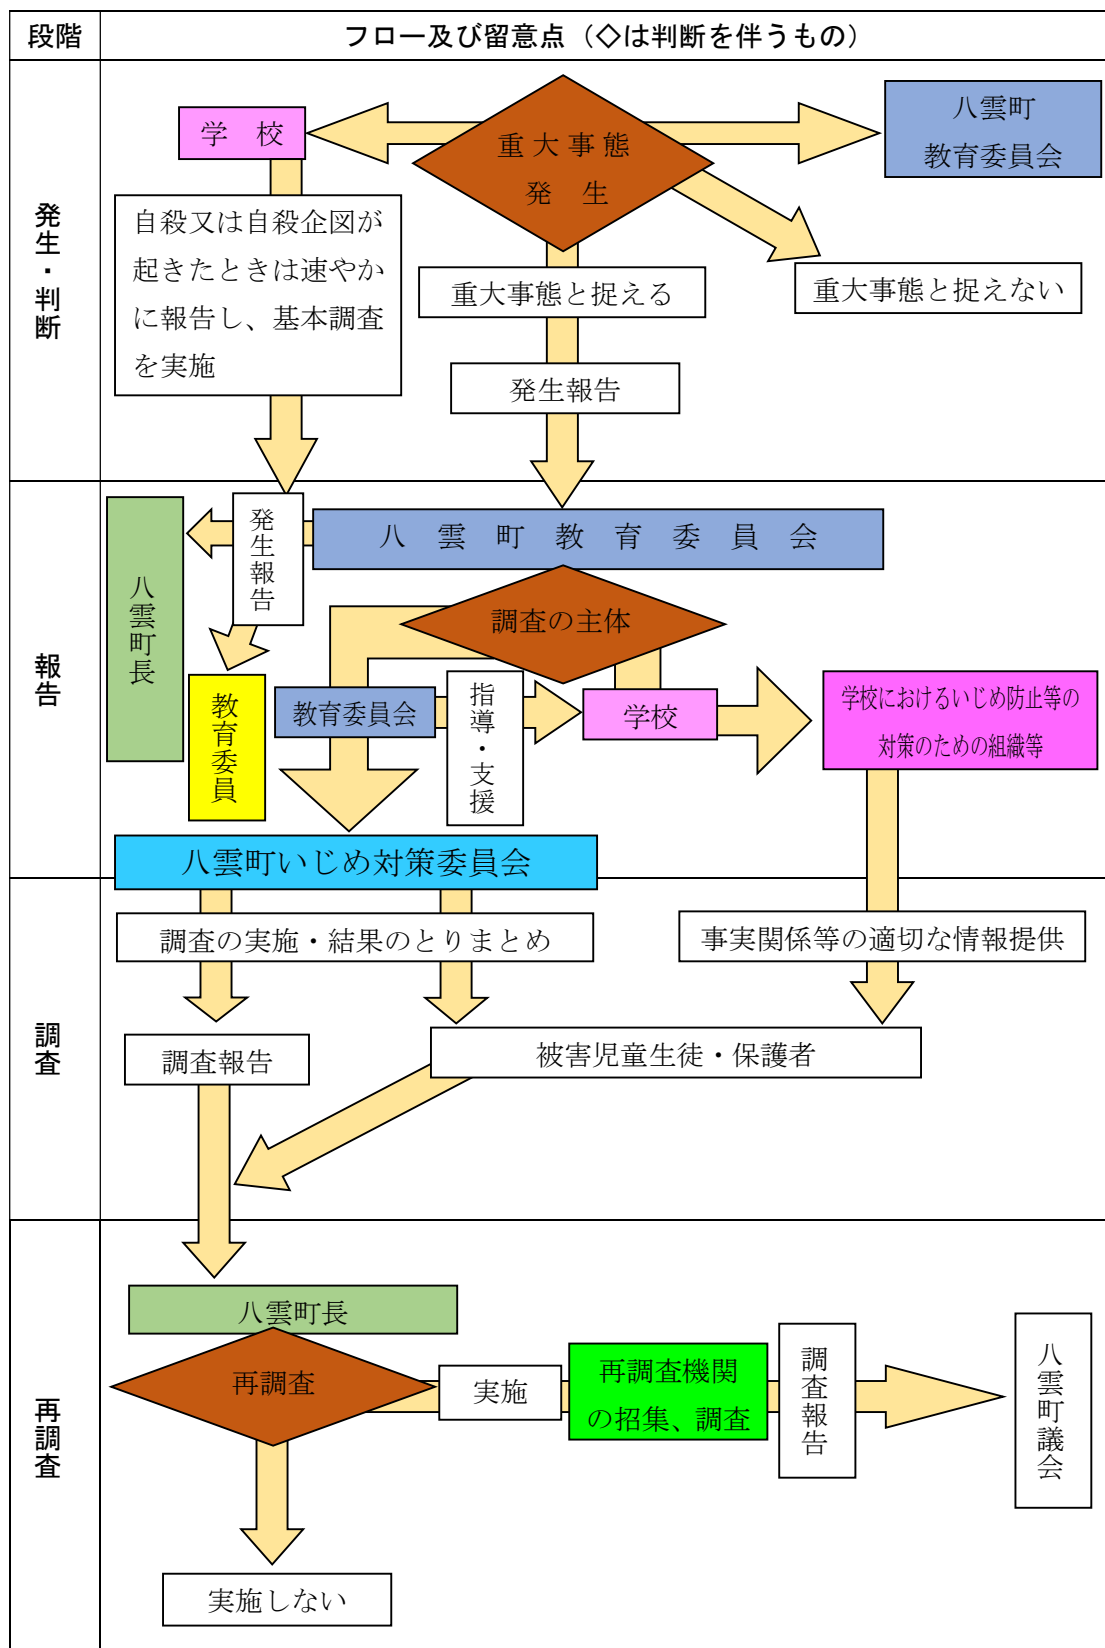 段階
フロー及び留意点（◇は判断を伴うもの）
発生・判断
学　校
重大事態
発　生
八雲町
教育委員会
自殺又は自殺企図が
起きたときは速やか
に報告し、基本調査
を実施
重大事態と捉える
重大事態と捉えない
発生報告
報告
八雲町長
発生報告
八　雲　町　教　育　委　員　会
調査の主体
教育委員
教育委員会
指導・支援
学校
学校におけるいじめ防止等の
対策のための組織等
八雲町いじめ対策委員会
調査
調査の実施・結果のとりまとめ
事実関係等の適切な情報提供
調査報告
被害児童生徒・保護者
再調査
八雲町長
再調査
実施
再調査機関
の招集、調査
調査報告
八雲町議会
実施しない